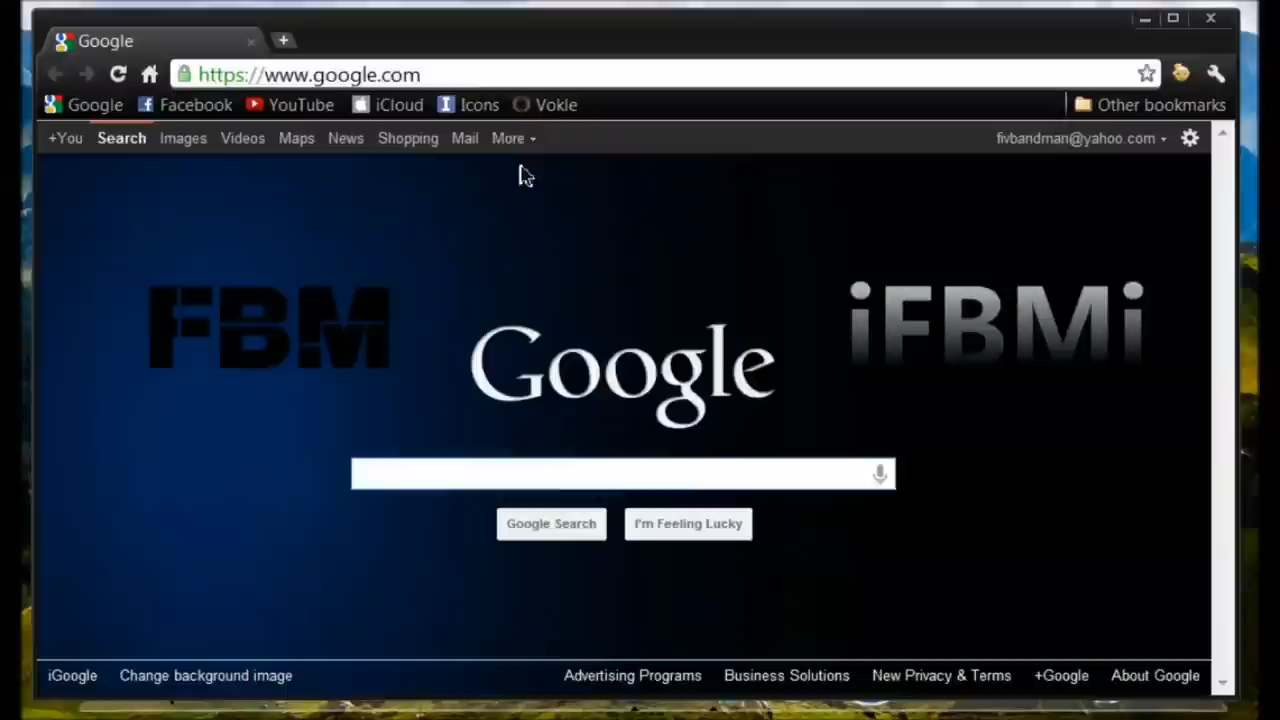 Google
https://www.google.com
Google Facebook YouTube iCloud Icons Vokle Other bookmarks
+You Search Images Videos Maps News Shopping Mail More fivbandman@yahoo.com
FBM
iFBMi
Google
Google Search I'm Feeling Lucky
iGoogle Change background image Advertising Programs Business Solutions New Privacy & Terms +Google About Google